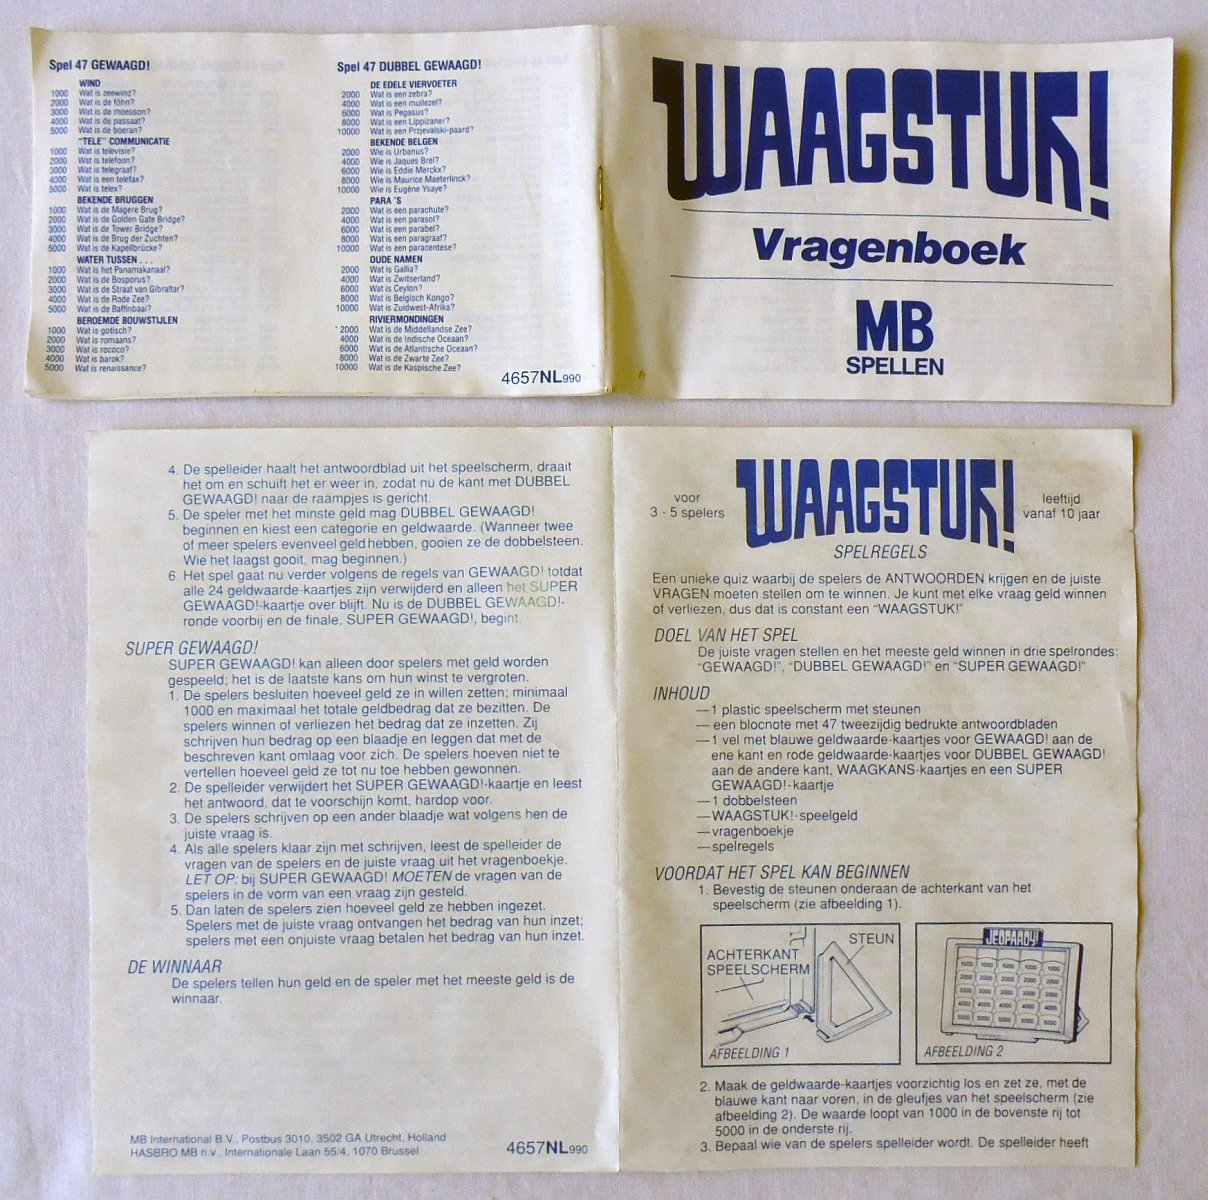 Spel 47 GEWAAGD!
WIND
1000 Wat is zeewind?
2000 Wat is de föhn?
3000 Wat is de moesson?
4000 Wat is de passaat?
5000 Wat is de boeran?
"TELE" COMMUNICATIE
1000 Wat is televisie?
2000 Wat is telefoon?
3000 Wat is telegraaf?
4000 Wat is een telefax?
5000 Wat is telex?
BEKENDE BRUGGEN
1000 Wat is de Magere Brug?
2000 Wat is de Golden Gate Bridge?
3000 Wat is de Tower Bridge?
4000 Wat is de Brug der Zuchten?
5000 Wat is de Kapellbrücke?
WATER TUSSEN . . .
1000 Wat is het Panamakanaal?
2000 Wat is de Bosporus?
3000 Wat is de Straat van Gibraltar?
4000 Wat is de Rode Zee?
5000 Wat is de Baffinbaai?
BEROEMDE BOUWSTIJLEN
1000 Wat is gotisch?
2000 Wat is romaans?
3000 Wat is rococo?
4000 Wat is barok?
5000 Wat is renaissance?
Spel 47 DUBBEL GEWAAGD!
DE EDELE VIERVOETER
2000 Wat is een zebra?
4000 Wat is een muilezel?
6000 Wat is Pegasus?
8000 Wat is een Lippizaner?
10000 Wat is een Przjevalski-paard?
BEKENDE BELGEN
2000 Wie is Urbanus?
4000 Wie is Jaques Brel?
6000 Wie is Eddie Merckx?
8000 Wie is Maurice Maeterlinck?
10000 Wie is Eugène Ysaye?
PARA 'S
2000 Wat is een parachute?
4000 Wat is een parasol?
6000 Wat is een parabel?
8000 Wat is een paragraaf?
10000 Wat is een paracentese?
OUDE NAMEN
2000 Wat is Gallia?
4000 Wat is Zwitserland?
6000 Wat is Ceylon?
8000 Wat is Belgisch Kongo?
10000 Wat is Zuidwest-Afrika?
RIVIERMONDINGEN
2000 Wat is de Middellandse Zee?
4000 Wat is de Indische Oceaan?
6000 Wat is de Atlantische Oceaan?
8000 Wat is de Zwarte Zee?
10000 Wat is de Kaspische Zee?
4657NL990
WAAGSTUK!
Vragenboek
MB
SPELLEN
4. De spelleider haalt het antwoordblad uit het speelscherm, draait
het om en schuift het er weer in, zodat nu de kant met DUBBEL
GEWAAGD! naar de raampjes is gericht.
5. De speler met het minste geld mag DUBBEL GEWAAGD!
beginnen en kiest een categorie en geldwaarde. (Wanneer twee
of meer spelers evenveel geld hebben, gooien ze de dobbelsteen.
Wie het laagst gooit, mag beginnen.)
6. Het spel gaat nu verder volgens de regels van GEWAAGD! totdat
alle 24 geldwaarde-kaartjes zijn verwijderd en alleen het SUPER
GEWAAGD!-kaartje over blijft. Nu is de DUBBEL GEWAAGD!-
ronde voorbij en de finale, SUPER GEWAAGD!, begint.
SUPER GEWAAGD!
SUPER GEWAAGD! kan alleen door spelers met geld worden
gespeeld; het is de laatste kans om hun winst te vergroten.
1. De spelers besluiten hoeveel geld ze in willen zetten; minimaal
1000 en maximaal het totale geldbedrag dat ze bezitten. De
spelers winnen of verliezen het bedrag dat ze inzetten. Zij
schrijven hun bedrag op een blaadje en leggen dat met de
beschreven kant omlaag voor zich. De spelers hoeven niet te
vertellen hoeveel geld ze tot nu toe hebben gewonnen.
2. De spelleider verwijdert het SUPER GEWAAGD!-kaartje en leest
het antwoord, dat te voorschijn komt, hardop voor.
3. De spelers schrijven op een ander blaadje wat volgens hen de
juiste vraag is.
4. Als alle spelers klaar zijn met schrijven, leest de spelleider de
vragen van de spelers en de juiste vraag uit het vragenboekje.
LET OP: bij SUPER GEWAAGD! MOETEN de vragen van de
spelers in de vorm van een vraag zijn gesteld.
5. Dan laten de spelers zien hoeveel geld ze hebben ingezet.
Spelers met de juiste vraag ontvangen het bedrag van hun inzet;
spelers met een onjuiste vraag betalen het bedrag van hun inzet.
DE WINNAAR
De spelers tellen hun geld en de speler met het meeste geld is de
winnaar.
MB International B.V., Postbus 3010, 3502 GA Utrecht, Holland
HASBRO MB n.v., Internationale Laan 55/4, 1070 Brussel
4657NL990
voor
3 - 5 spelers
WAAGSTUK!
leeftijd
vanaf 10 jaar
SPELREGELS
Een unieke quiz waarbij de spelers de ANTWOORDEN krijgen en de juiste
VRAGEN moeten stellen om te winnen. Je kunt met elke vraag geld winnen
of verliezen, dus dat is constant een "WAAGSTUK!"
DOEL VAN HET SPEL
De juiste vragen stellen en het meeste geld winnen in drie spelrondes:
"GEWAAGD!", "DUBBEL GEWAAGD!" en "SUPER GEWAAGD!"
INHOUD
—1 plastic speelscherm met steunen
—een blocnote met 47 tweezijdig bedrukte antwoordbladen
—1 vel met blauwe geldwaarde-kaartjes voor GEWAAGD! aan de
ene kant en rode geldwaarde-kaartjes voor DUBBEL GEWAAGD!
aan de andere kant, WAAGKANS-kaartjes en een SUPER
GEWAAGD!-kaartje
—1 dobbelsteen
—WAAGSTUK!-speelgeld
—vragenboekje
—spelregels
VOORDAT HET SPEL KAN BEGINNEN
1. Bevestig de steunen onderaan de achterkant van het
speelscherm (zie afbeelding 1).
STEUN
ACHTERKANT
SPEELSCHERM
AFBEELDING 1
JEOPARDY!
1000 1000 1000 1000 1000
2000 2000 2000 2000 2000
3000 3000 3000 3000 3000
4000 4000 4000 4000 4000
5000 5000 5000 5000 5000
AFBEELDING 2
2. Maak de geldwaarde-kaartjes voorzichtig los en zet ze, met de
blauwe kant naar voren, in de gleufjes van het speelscherm (zie
afbeelding 2). De waarde loopt van 1000 in de bovenste rij tot
5000 in de onderste rij.
3. Bepaal wie van de spelers spelleider wordt. De spelleider heeft